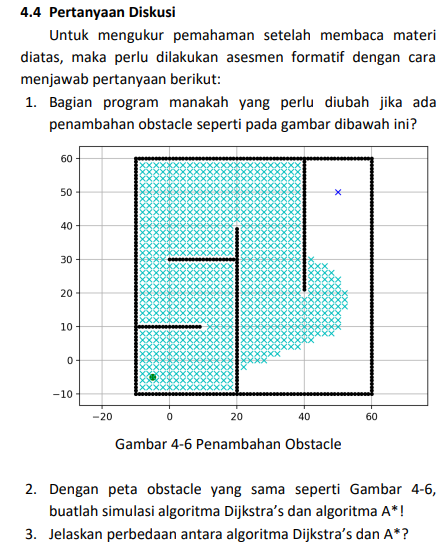 4.4 Pertanyaan Diskusi
Untuk mengukur pemahaman setelah membaca materi
diatas, maka perlu dilakukan asesmen formatif dengan cara
menjawab pertanyaan berikut:
1. Bagian program manakah yang perlu diubah jika ada
penambahan obstacle seperti pada gambar dibawah ini?
60
50
40
30
20
10
0
−10
−20 0 20 40 60
Gambar 4-6 Penambahan Obstacle
2. Dengan peta obstacle yang sama seperti Gambar 4-6,
buatlah simulasi algoritma Dijkstra’s dan algoritma A*!
3. Jelaskan perbedaan antara algoritma Dijkstra’s dan A*?